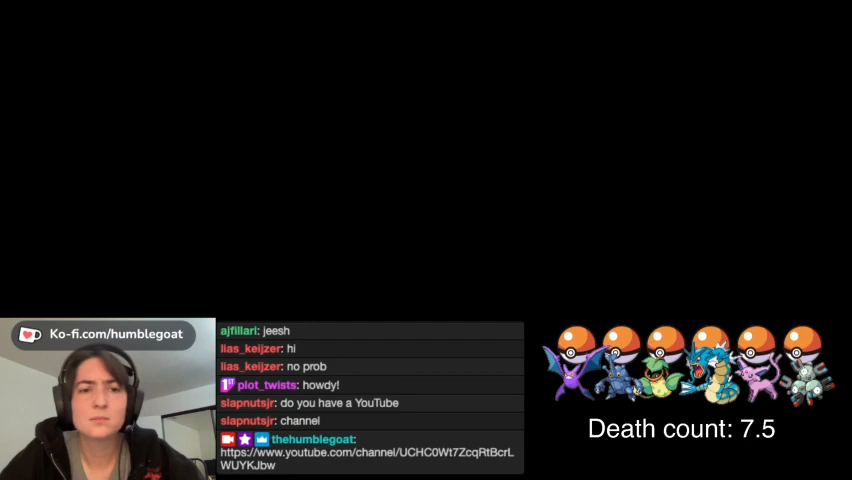 Ko-fi.com/humblegoat
ajfillari: jeesh
lias_keijzer: hi
lias_keijzer: no prob
1ST plot_twists: howdy!
slapnutsjr: do you have a YouTube
slapnutsjr: channel
thehumblegoat:
https://www.youtube.com/channel/UCHC0Wt7ZcqRtBcrL
WUYKJbw
Death count: 7.5